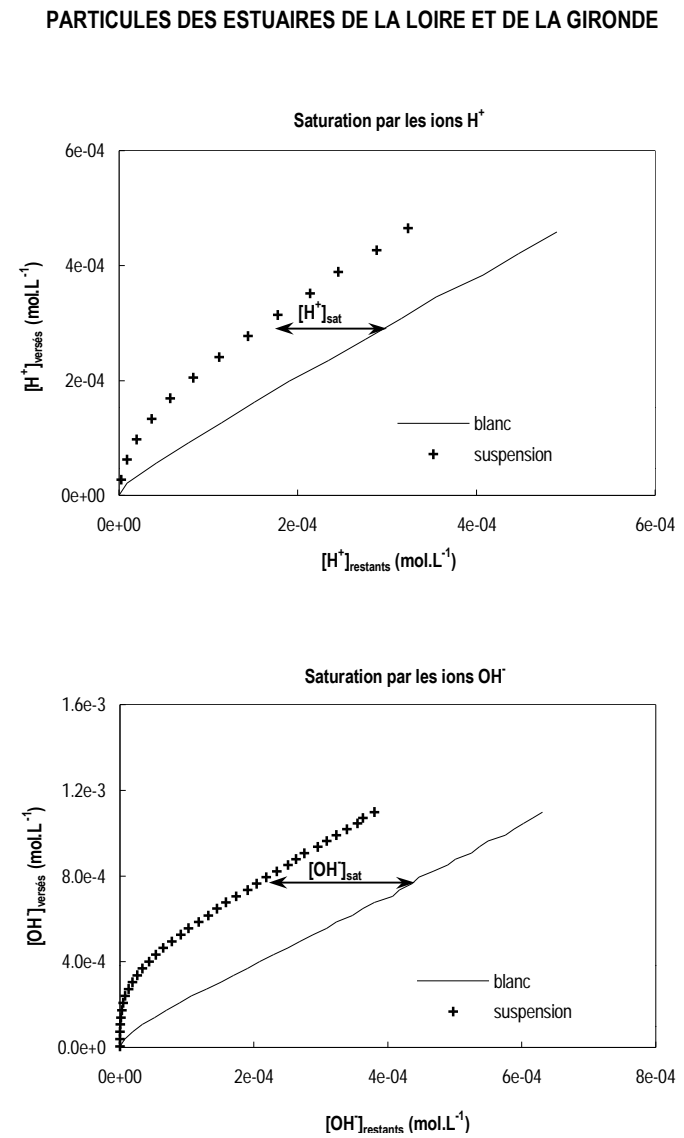 PARTICULES DES ESTUAIRES DE LA LOIRE ET DE LA GIRONDE
Saturation par les ions H⁺
6e-04
4e-04
2e-04
0e+00
[H⁺]versés (mol.L⁻¹)
[H⁺]sat
blanc
suspension
0e+00 2e-04 4e-04 6e-04
[H⁺]restants (mol.L⁻¹)
Saturation par les ions OH⁻
1.6e-3
1.2e-3
8.0e-4
4.0e-4
0.0e+0
[OH⁻]versés (mol.L⁻¹)
[OH⁻]sat
blanc
suspension
0e+00 2e-04 4e-04 6e-04 8e-04
[OH⁻]restants (mol.L⁻¹)